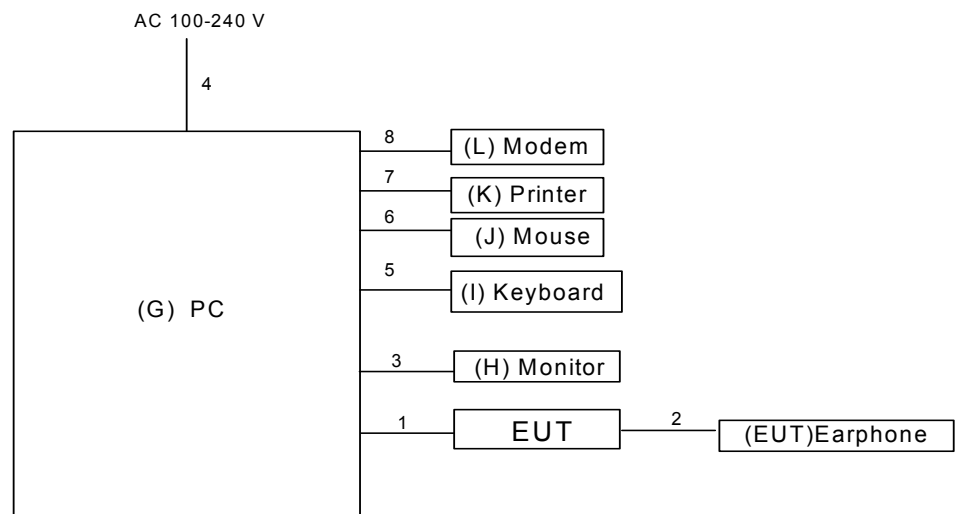 AC 100-240 V
4
8
(L) Modem
7
(K) Printer
6
(J) Mouse
5
(I) Keyboard
(G) PC
3
(H) Monitor
1
EUT
2
(EUT)Earphone